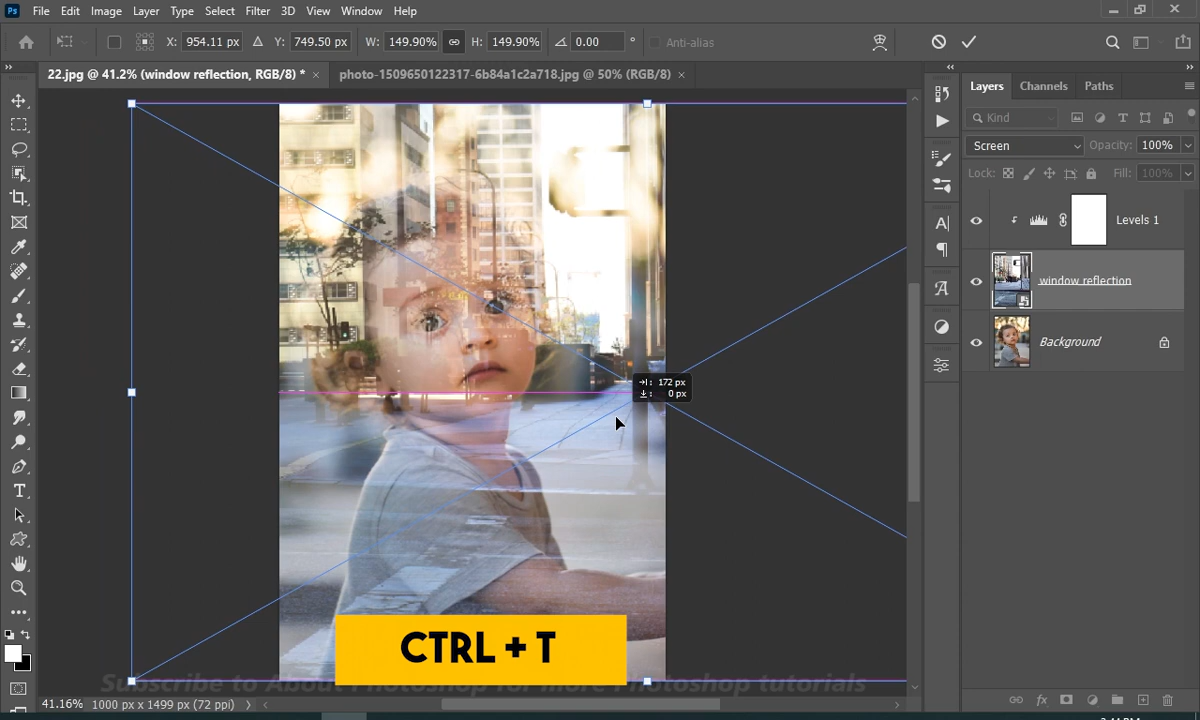 Ps File Edit Image Layer Type Select Filter 3D View Window Help
X: 954.11 px Δ Y: 749.50 px W: 149.90% H: 149.90% 0.00 ° Anti-alias
22.jpg @ 41.2% (window reflection, RGB/8) * × photo-1509650122317-6b84a1c2a718.jpg @ 50% (RGB/8) ×
Layers Channels Paths
Kind
Screen Opacity: 100%
Lock: Fill: 100%
Levels 1
window reflection
Background
172 px
0 px
CTRL + T
Subscribe to About Photoshop for more Photoshop tutorials
41.16% 1000 px x 1499 px (72 ppi)